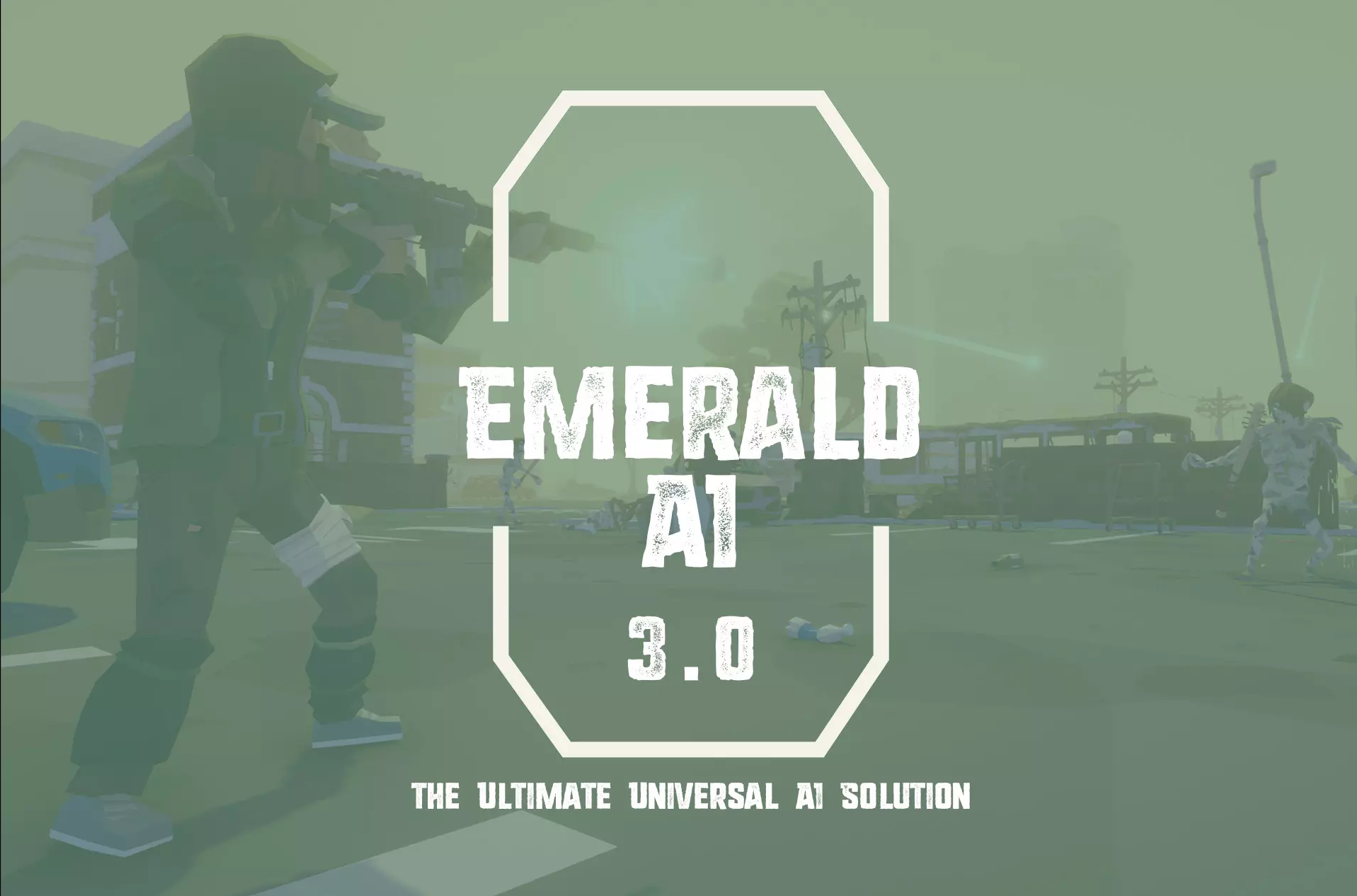 EMERALD
AI
3.0
THE ULTIMATE UNIVERSAL AI SOLUTION